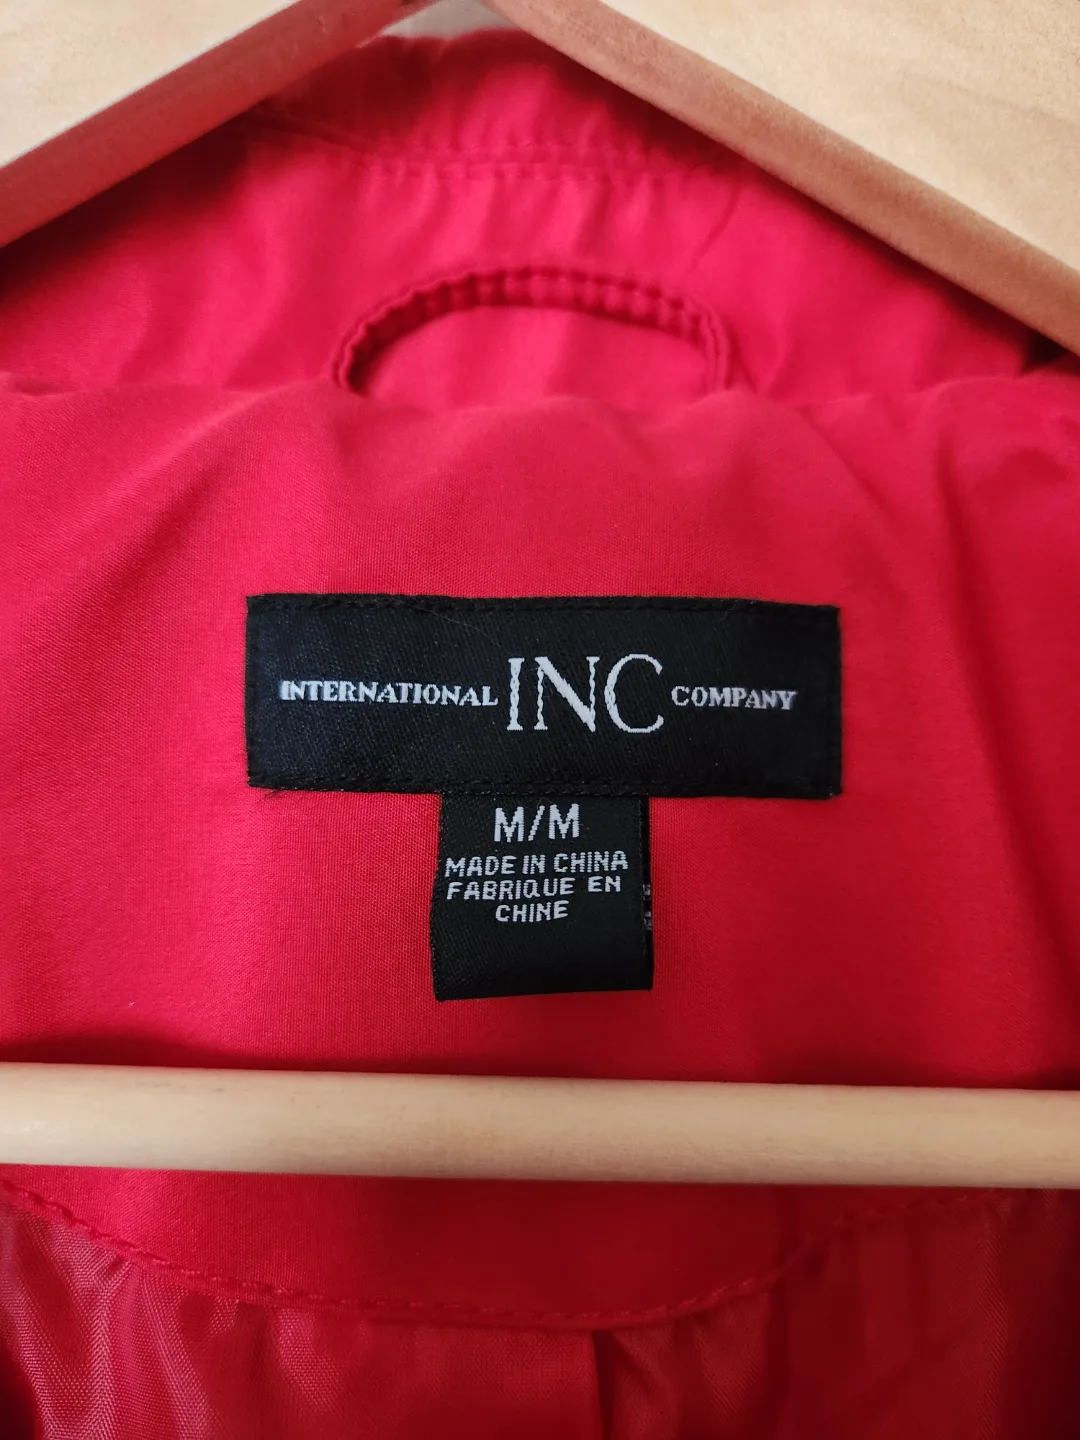 INTERNATIONAL INC COMPANY
M/M
MADE IN CHINA
FABRIQUE EN
CHINE